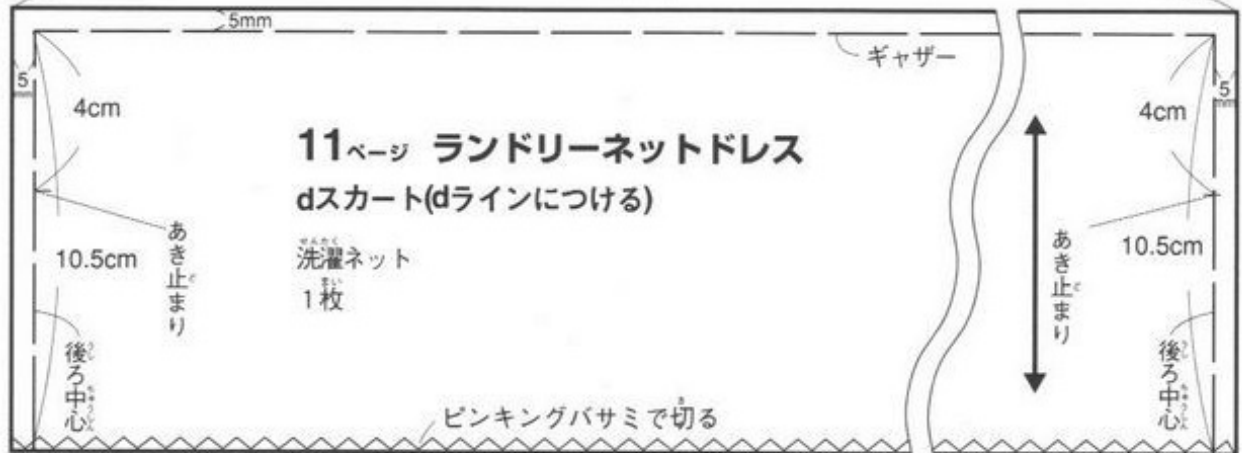 5mm
ギャザー
5mm
4cm
10.5cm
あき止まり
後ろ中心
11ページ ランドリーネットドレス
dスカート(dラインにつける)
洗濯ネット
1枚
ピンキングバサミで切る
5mm
4cm
10.5cm
あき止まり
後ろ中心